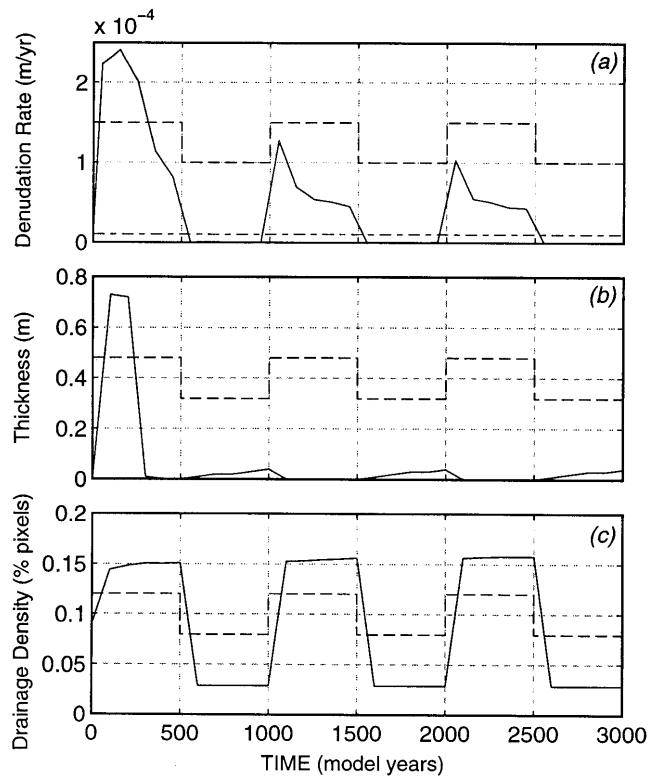 x 10⁻⁴
(a)
Denudation Rate (m/yr)
2
1
0
(b)
Thickness (m)
0.8
0.6
0.4
0.2
0
(c)
Drainage Density (% pixels)
0.2
0.15
0.1
0.05
0
0 500 1000 1500 2000 2500 3000
TIME (model years)